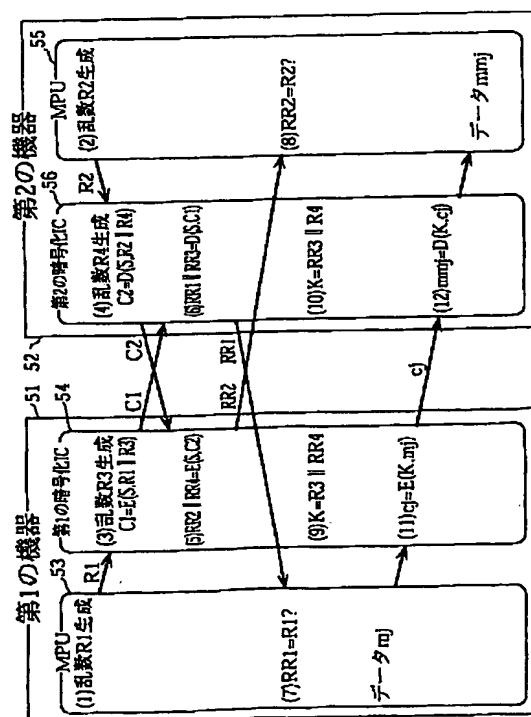 第1の機器
51
MPU
53
(1)乱数R1生成
(7)RR1=R1?
データmj
R1
第1の暗号化IC
54
(3)乱数R3生成
C1=E(S,R1 || R3)
(5)RR2 || RR4=E(S,C2)
(9)K=R3 || RR4
(11)cj=E(K,mj)
C1
C2
RR2
RR1
cj
第2の機器
52
第2の暗号化IC
56
(4)乱数R4生成
C2=D(S,R2 || R4)
(6)RR1 || RR3=D(S,C1)
(10)K=RR3 || R4
(12)mmj=D(K,cj)
R2
MPU
55
(2)乱数R2生成
(8)RR2=R2?
データmmj